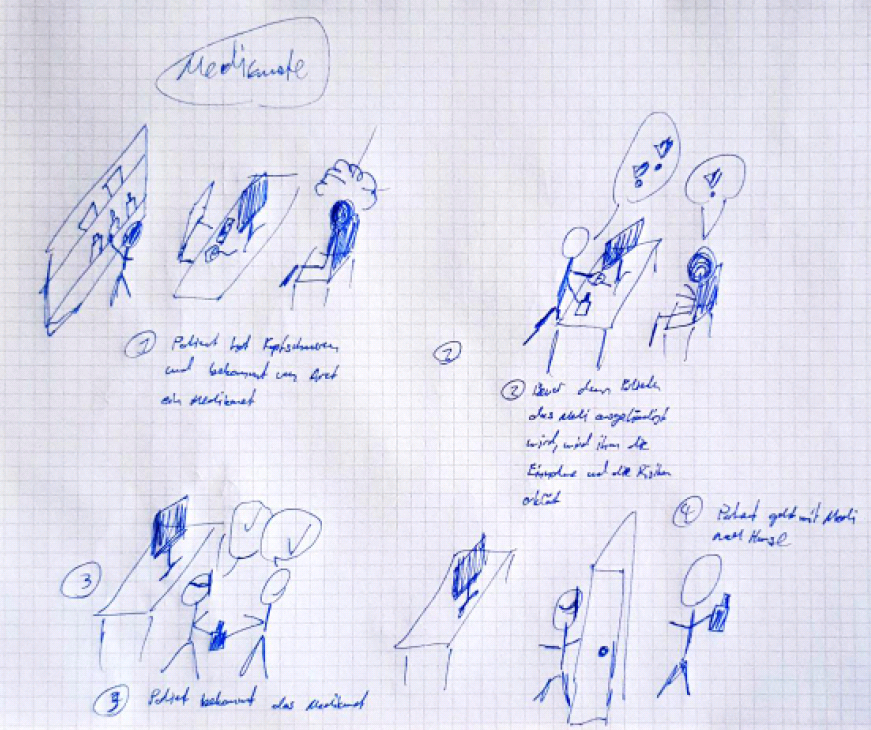 Medikamente
① Patient hat Kopfschmerzen
und bekommt vom Arzt
ein Medikament
②
② Bevor dem
das Medi ausgehändigt
wird, wird ihm die
Einnahme und die Risiken
erklärt
3
3 Patient bekommt das Medikament
④ Patient geht mit Medi
nach Hause